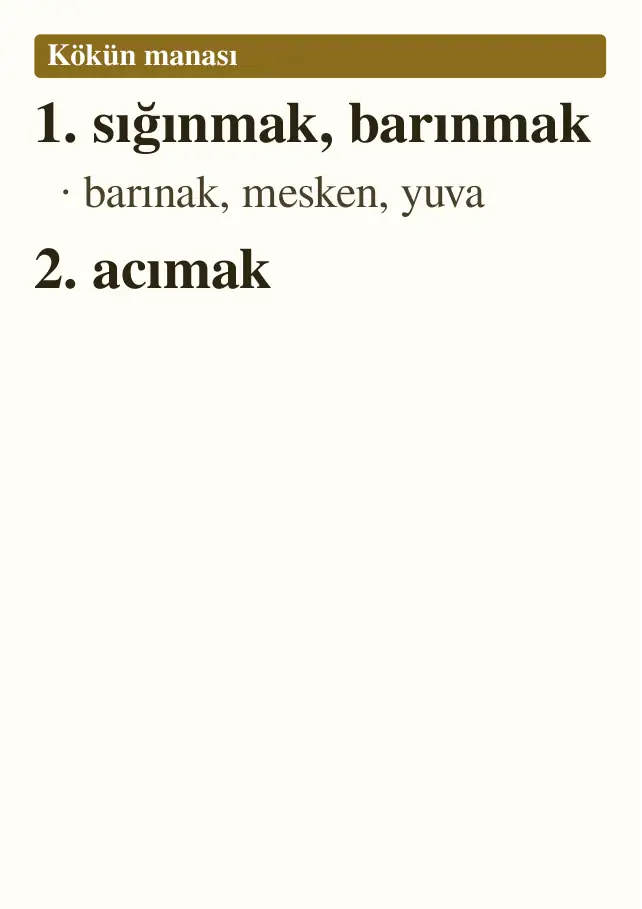 Kökün manası
1. sığınmak, barınmak
· barınak, mesken, yuva
2. acımak